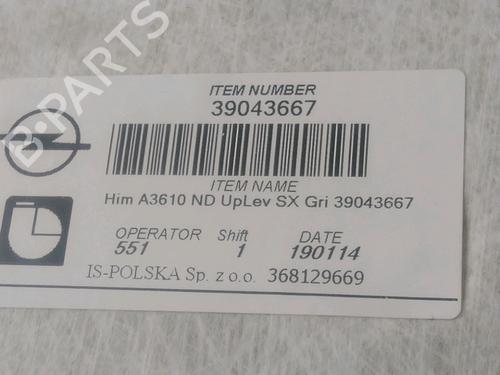 B-PARTS
ITEM NUMBER
39043667
ITEM NAME
Him A3610 ND UpLev SX Gri 39043667
OPERATOR Shift DATE
551 1 190114
IS-POLSKA Sp. z o.o. 368129669